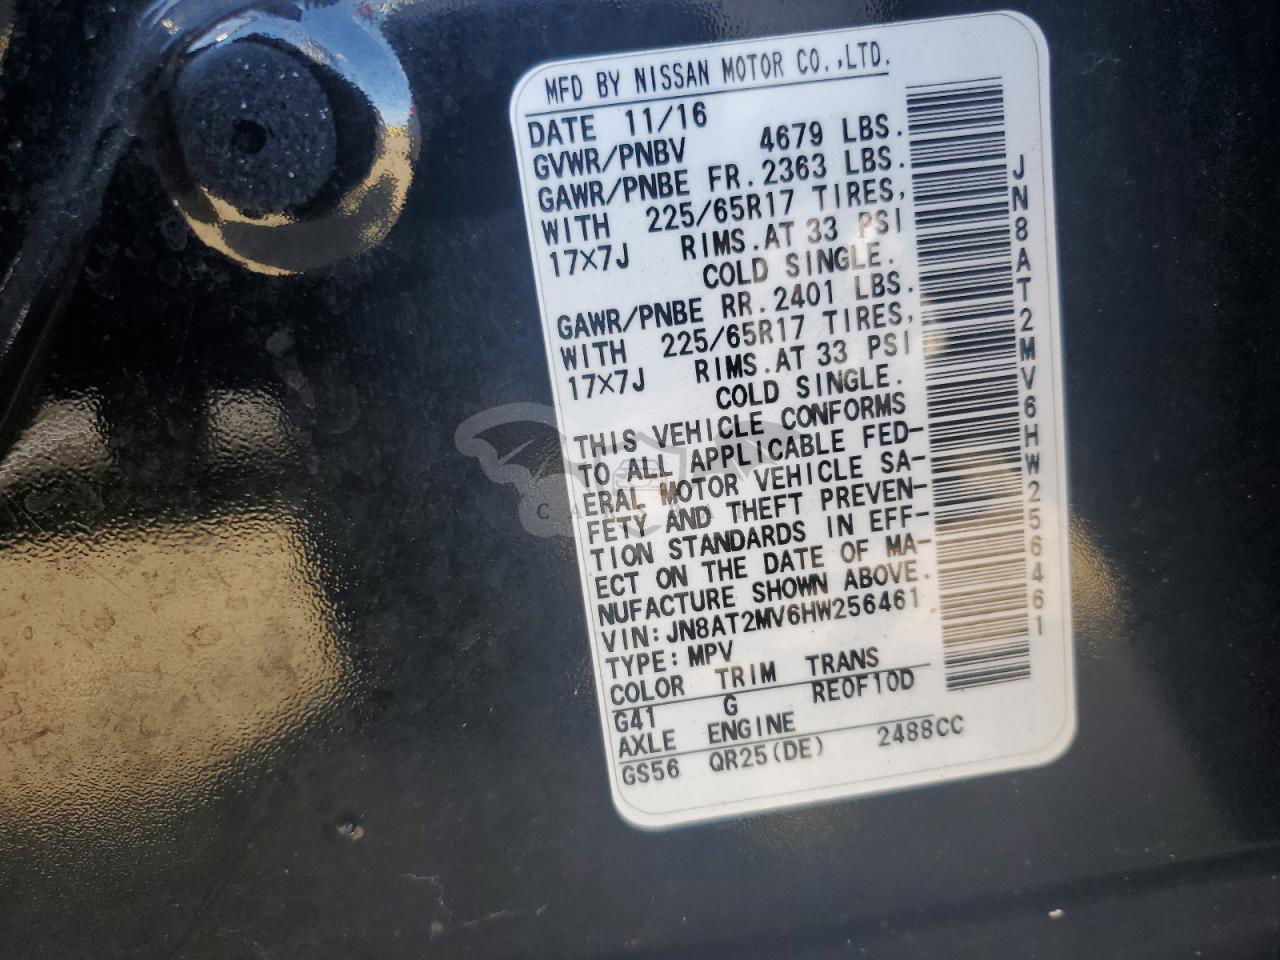 MFD BY NISSAN MOTOR CO.,LTD.
DATE 11/16
GVWR/PNBV 4679 LBS.
GAWR/PNBE FR. 2363 LBS.
WITH 225/65R17 TIRES,
17X7J RIMS.AT 33 PSI
COLD SINGLE.
GAWR/PNBE RR. 2401 LBS.
WITH 225/65R17 TIRES,
17X7J RIMS.AT 33 PSI
COLD SINGLE.
THIS VEHICLE CONFORMS
TO ALL APPLICABLE FED-
ERAL MOTOR VEHICLE SA-
FETY AND THEFT PREVEN-
TION STANDARDS IN EFF-
ECT ON THE DATE OF MA-
NUFACTURE SHOWN ABOVE.
VIN: JN8AT2MV6HW256461
TYPE: MPV
COLOR TRIM TRANS
G41 G RE0F10D
AXLE ENGINE
GS56 QR25(DE) 2488CC
JN8AT2MV6HW256461